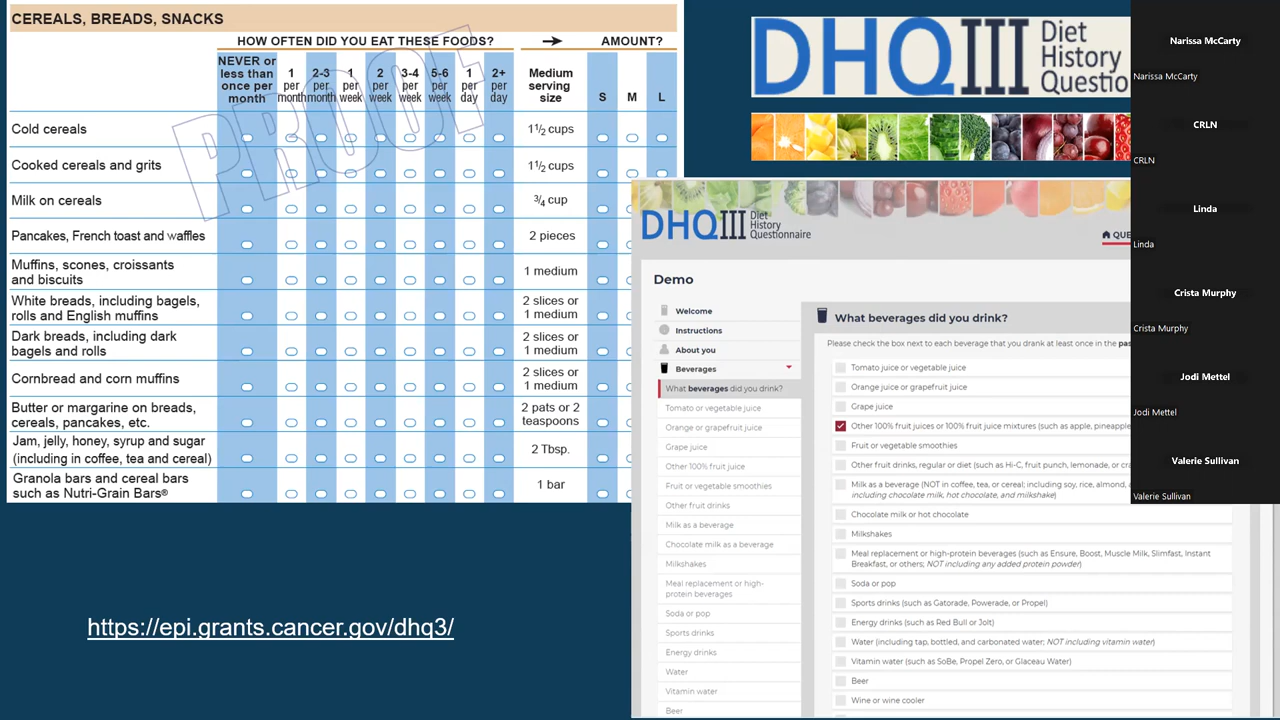 CEREALS, BREADS, SNACKS
HOW OFTEN DID YOU EAT THESE FOODS? → AMOUNT?
NEVER or less than once per month
1 per month
2-3 per month
1 per week
2 per week
3-4 per week
5-6 per week
1 per day
2+ per day
Medium serving size
S M L
Cold cereals 1 1/2 cups
Cooked cereals and grits 1 1/2 cups
Milk on cereals 3/4 cup
Pancakes, French toast and waffles 2 pieces
Muffins, scones, croissants
and biscuits
1 medium
White breads, including bagels,
rolls and English muffins
2 slices or
1 medium
Dark breads, including dark
bagels and rolls
2 slices or
1 medium
Cornbread and corn muffins
2 slices or
1 medium
Butter or margarine on breads,
cereals, pancakes, etc.
2 pats or 2
teaspoons
Jam, jelly, honey, syrup and sugar
(including in coffee, tea and cereal)
2 Tbsp.
Granola bars and cereal bars
such as Nutri-Grain Bars®
1 bar
PROOF
https://epi.grants.cancer.gov/dhq3/
DHQIII
Diet
History
Questio
DHQIII
Diet
History
Questionnaire
QUE
Demo
Welcome
Instructions
About you
Beverages
What beverages did you drink?
Tomato or vegetable juice
Orange or grapefruit juice
Grape juice
Other 100% fruit juice
Fruit or vegetable smoothies
Other fruit drinks
Milk as a beverage
Chocolate milk as a beverage
Milkshakes
Meal replacement or high-
protein beverages
Soda or pop
Sports drinks
Energy drinks
Water
Vitamin water
Beer
What beverages did you drink?
Please check the box next to each beverage that you drank at least once in the pas
Tomato juice or vegetable juice
Orange juice or grapefruit juice
Grape juice
Other 100% fruit juices or 100% fruit juice mixtures (such as apple, pineapple
Fruit or vegetable smoothies
Other fruit drinks, regular or diet (such as Hi-C, fruit punch, lemonade, or cra
Milk as a beverage (NOT in coffee, tea, or cereal; including soy, rice, almond, a
including chocolate milk, hot chocolate, and milkshake)
Chocolate milk or hot chocolate
Milkshakes
Meal replacement or high-protein beverages (such as Ensure, Boost, Muscle Milk, Slimfast, Instant
Breakfast, or others; NOT including any added protein powder)
Soda or pop
Sports drinks (such as Gatorade, Powerade, or Propel)
Energy drinks (such as Red Bull or Jolt)
Water (including tap, bottled, and carbonated water; NOT including vitamin water)
Vitamin water (such as SoBe, Propel Zero, or Glaceau Water)
Beer
Wine or wine cooler
Narissa McCarty
Narissa McCarty
CRLN
CRLN
Linda
Linda
Crista Murphy
Crista Murphy
Jodi Mettel
Jodi Mettel
Valerie Sullivan
Valerie Sullivan